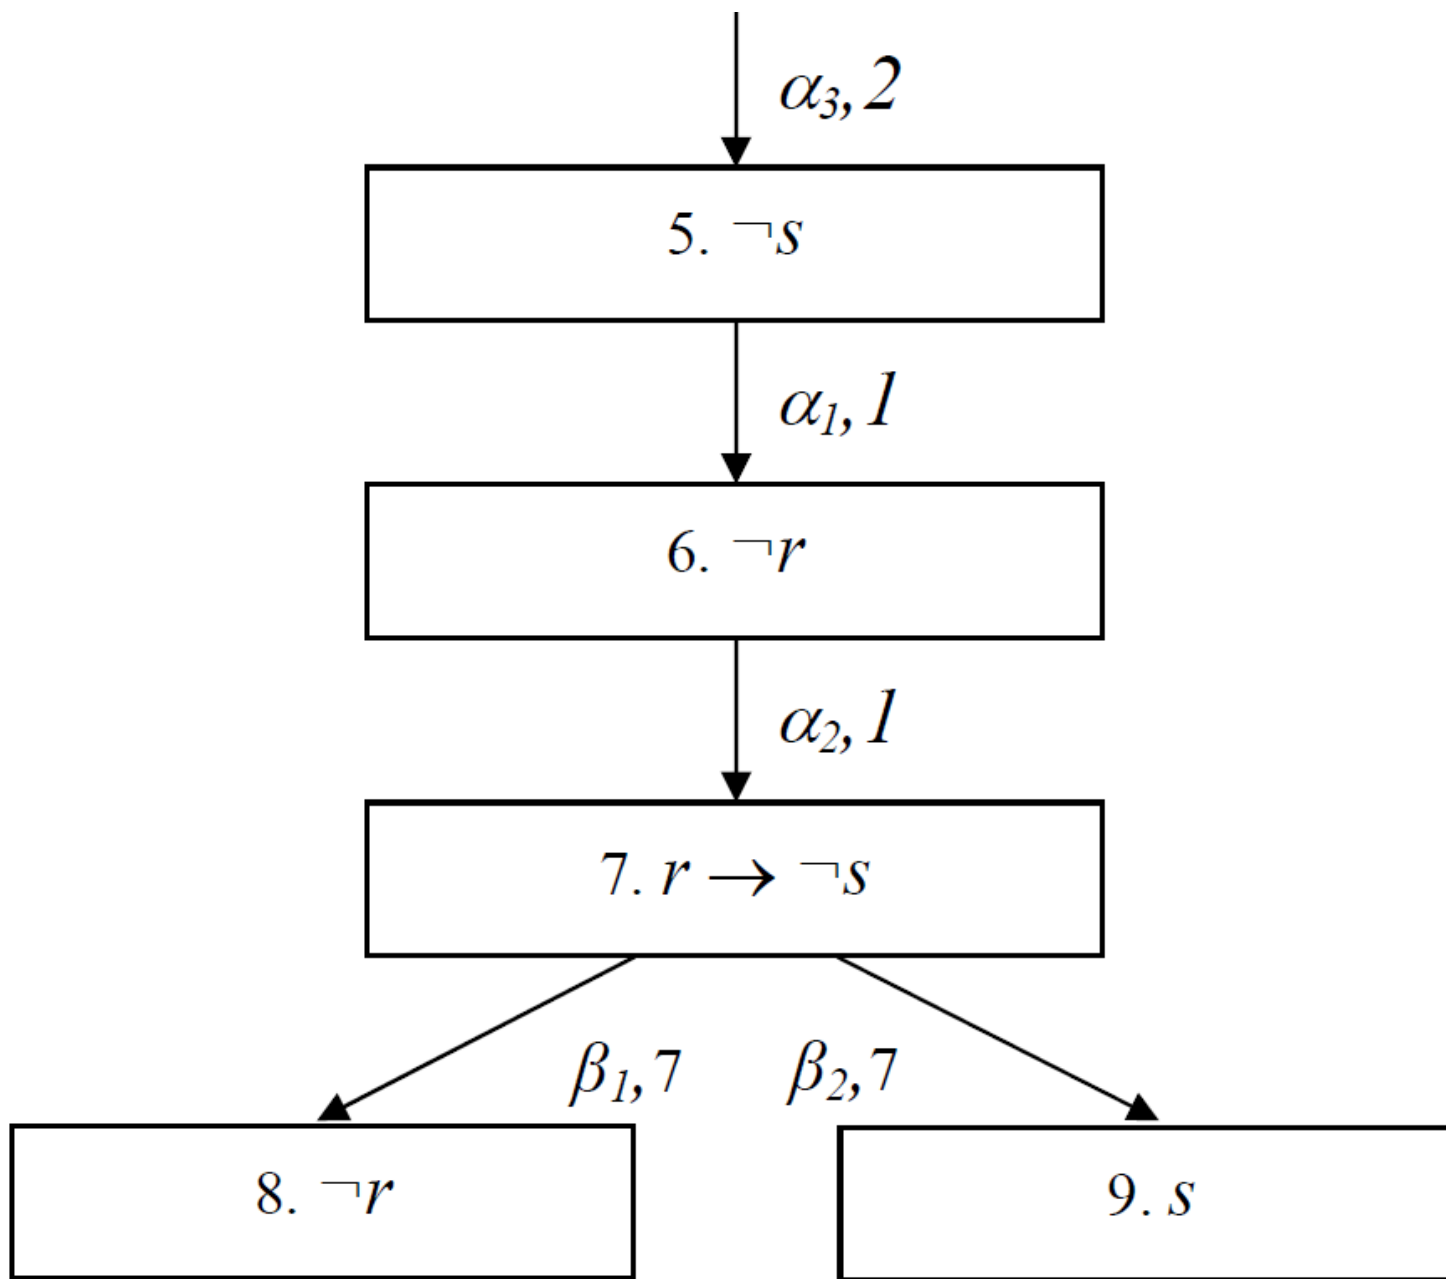 α₃, 2
5. ¬s
α₁, 1
6. ¬r
α₂, 1
7. r → ¬s
β₁,7 β₂,7
8. ¬r 9. s